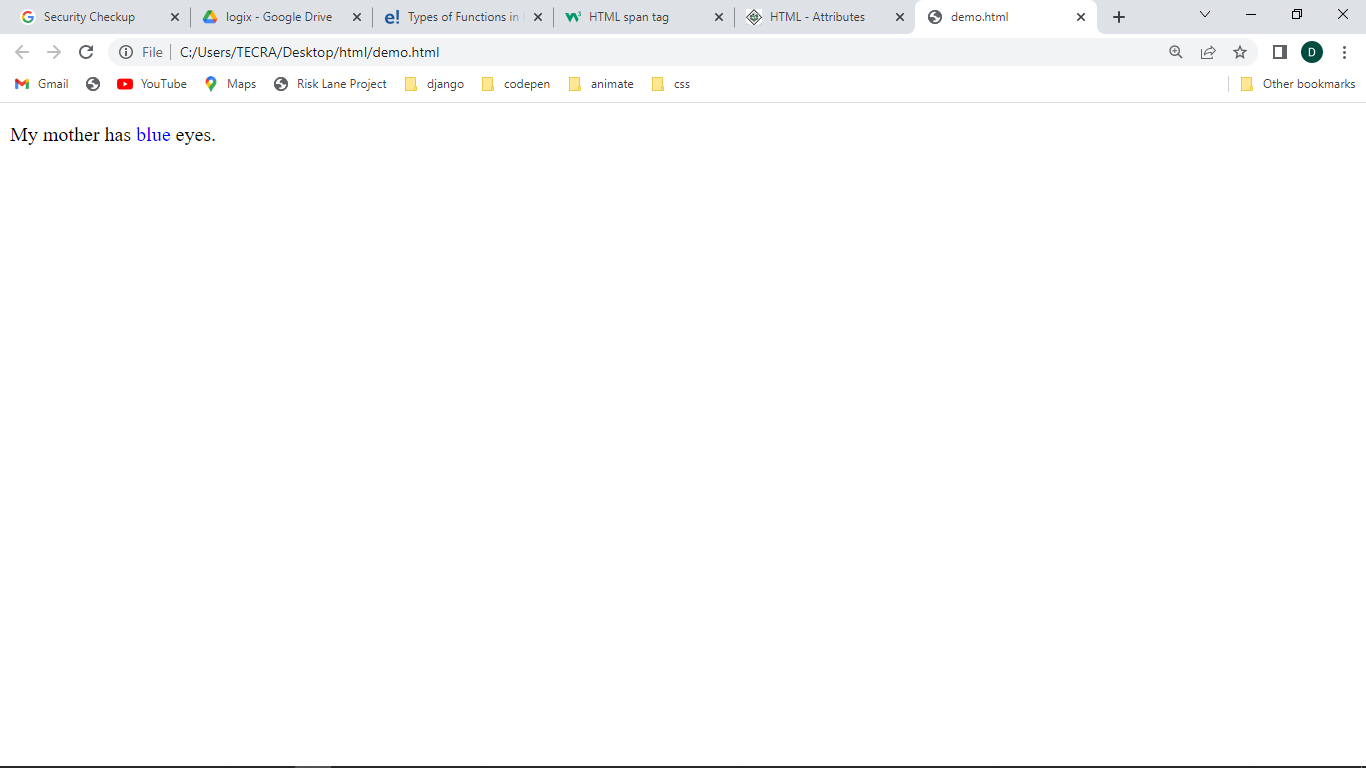 Security Checkup
logix - Google Drive
e! Types of Functions in
HTML span tag
HTML - Attributes
demo.html
File C:/Users/TECRA/Desktop/html/demo.html
D
Gmail YouTube Maps Risk Lane Project django codepen animate css Other bookmarks
My mother has blue eyes.